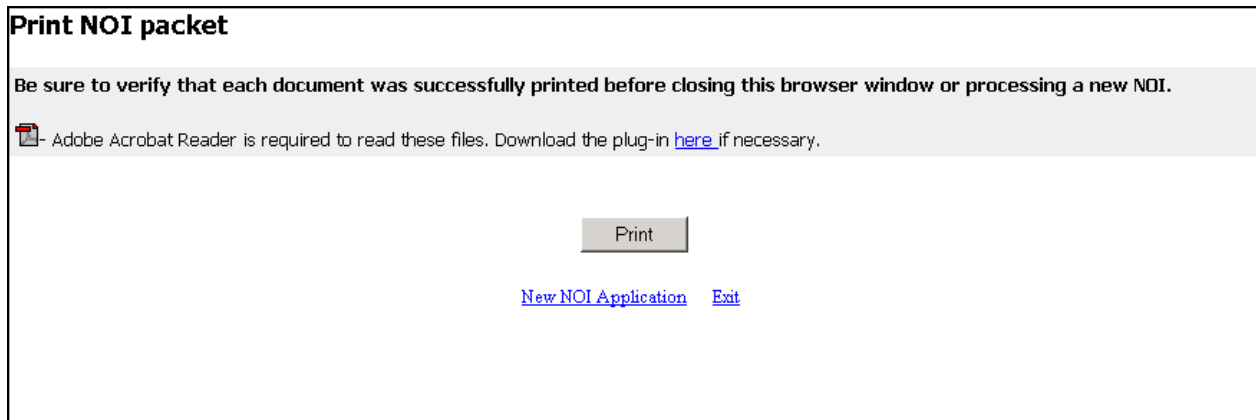 Print NOI packet
Be sure to verify that each document was successfully printed before closing this browser window or processing a new NOI.
- Adobe Acrobat Reader is required to read these files. Download the plug-in here if necessary.
Print
New NOI Application Exit